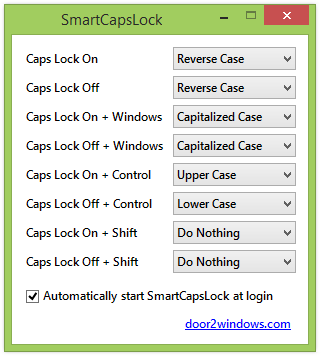 SmartCapsLock
Caps Lock On Reverse Case
Caps Lock Off Reverse Case
Caps Lock On + Windows Capitalized Case
Caps Lock Off + Windows Capitalized Case
Caps Lock On + Control Upper Case
Caps Lock Off + Control Lower Case
Caps Lock On + Shift Do Nothing
Caps Lock Off + Shift Do Nothing
Automatically start SmartCapsLock at login
door2windows.com